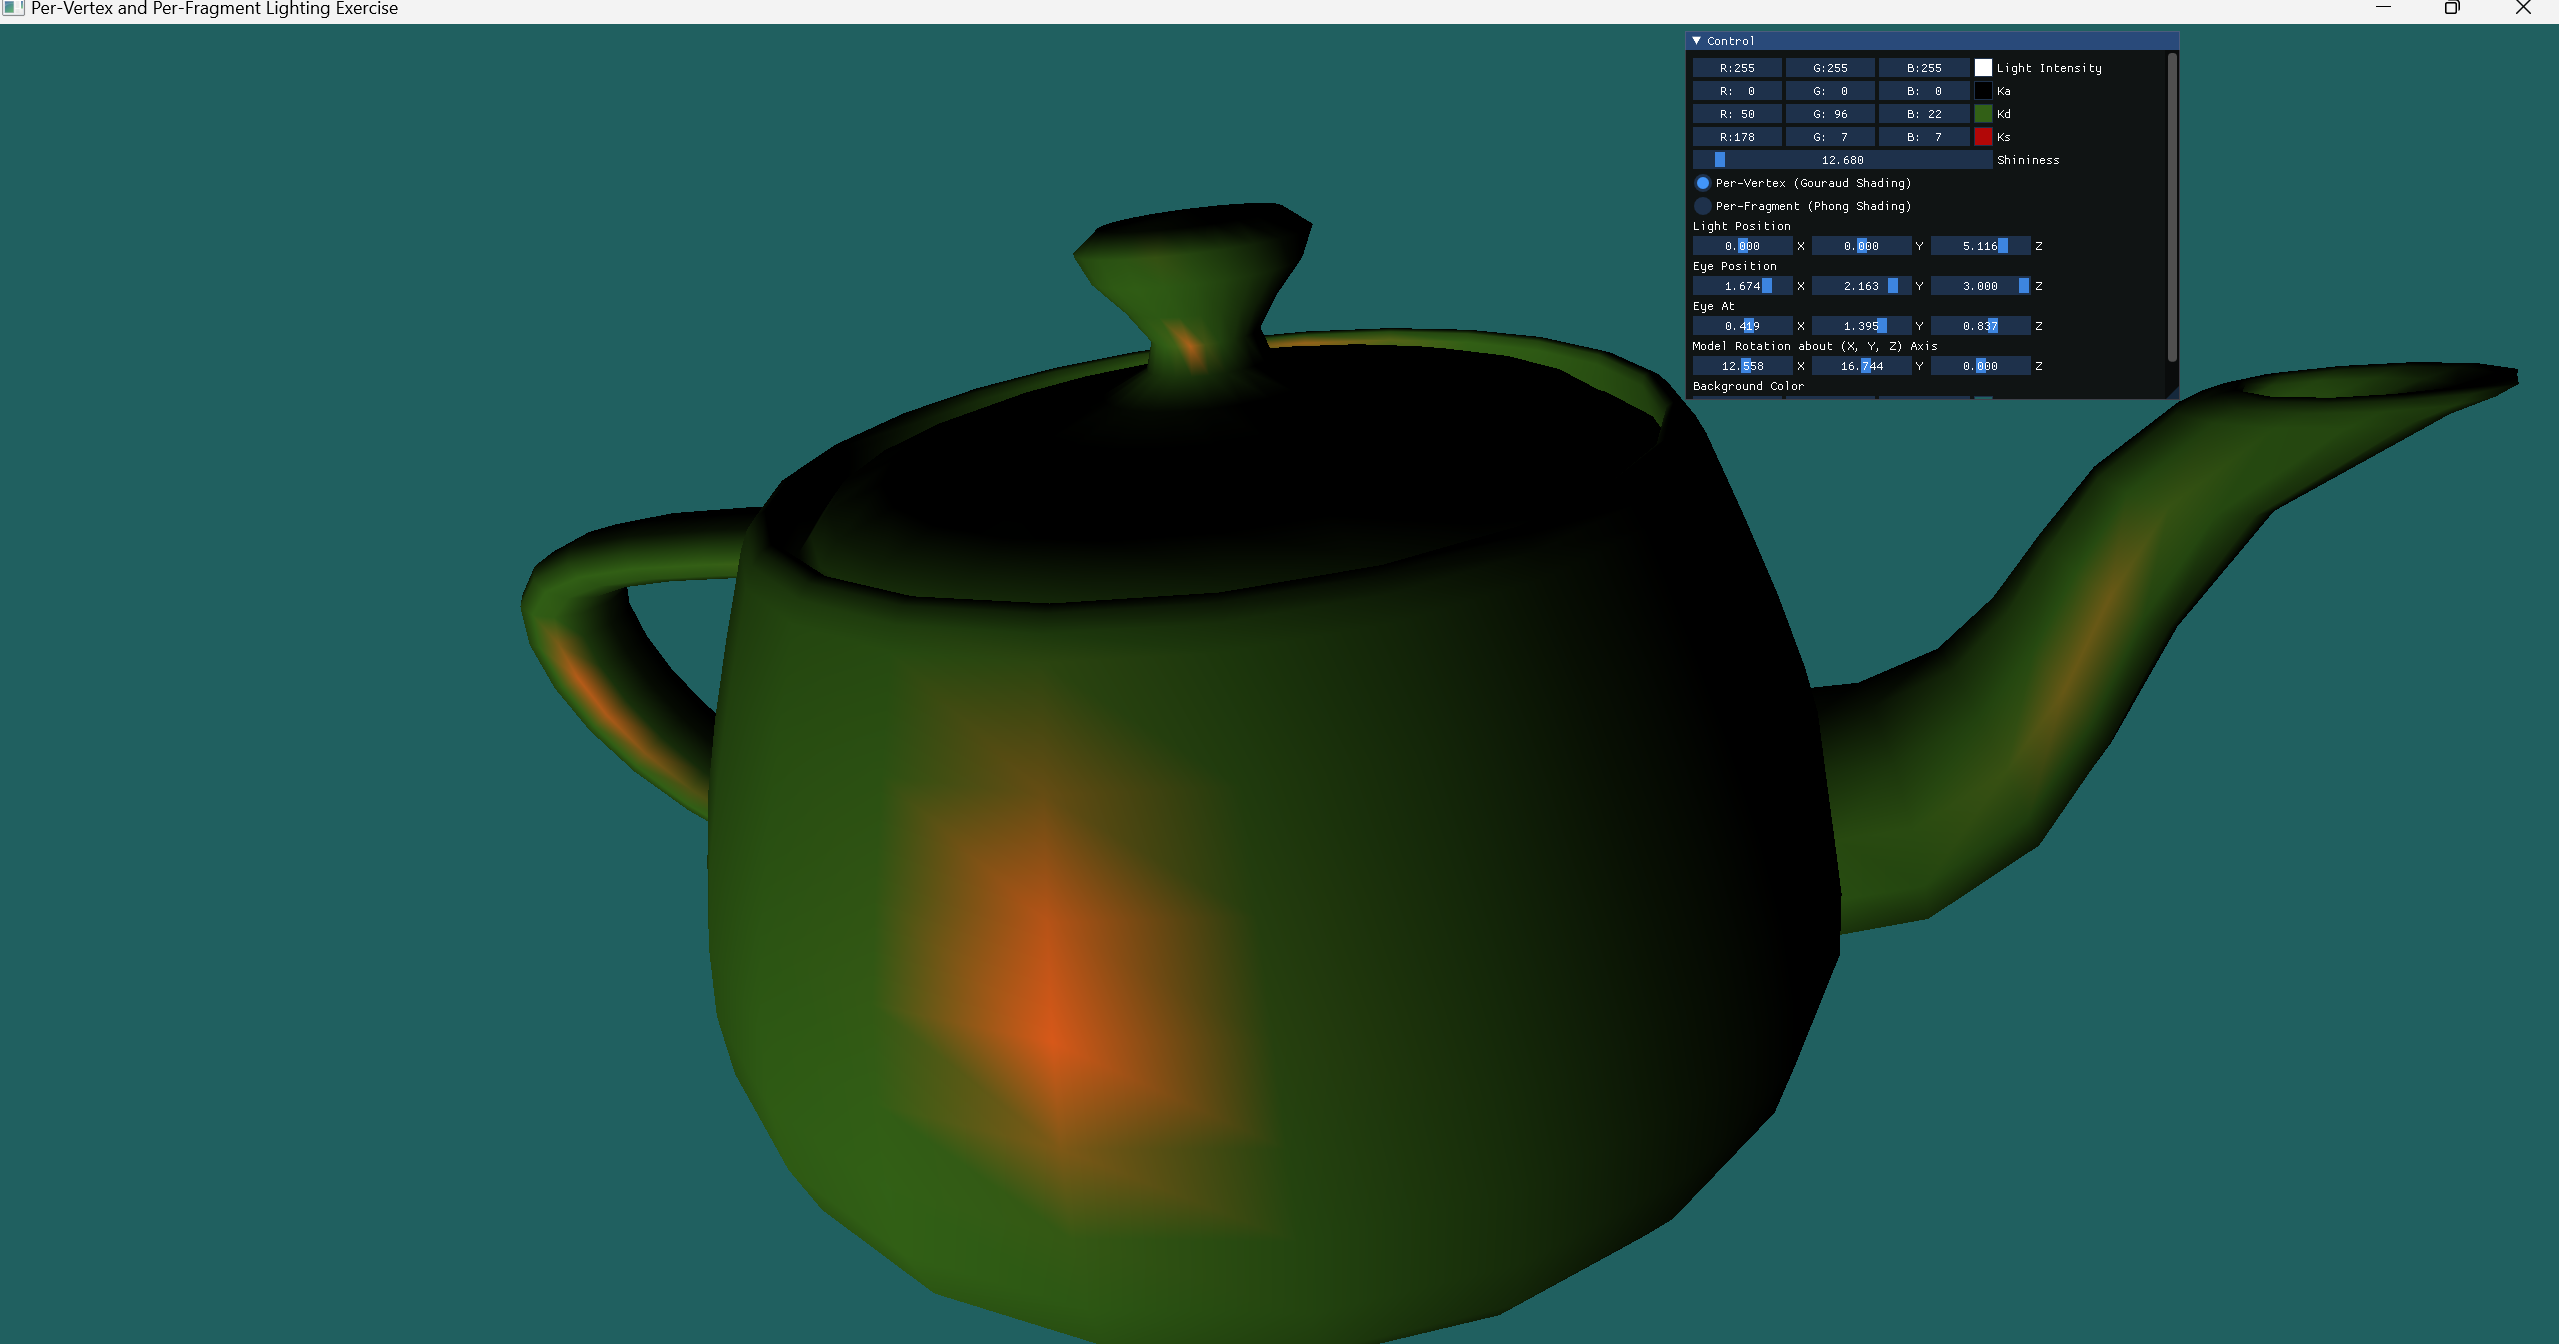 Per-Vertex and Per-Fragment Lighting Exercise
Control
R:255 G:255 B:255 Light Intensity
R: 0 G: 0 B: 0 Ka
R: 50 G: 96 B: 22 Kd
R:178 G: 7 B: 7 Ks
12.680 Shininess
Per-Vertex (Gouraud Shading)
Per-Fragment (Phong Shading)
Light Position
0.000 X 0.000 Y 5.116 Z
Eye Position
1.674 X 2.163 Y 3.000 Z
Eye At
0.419 X 1.395 Y 0.837 Z
Model Rotation about (X, Y, Z) Axis
12.558 X 16.744 Y 0.000 Z
Background Color